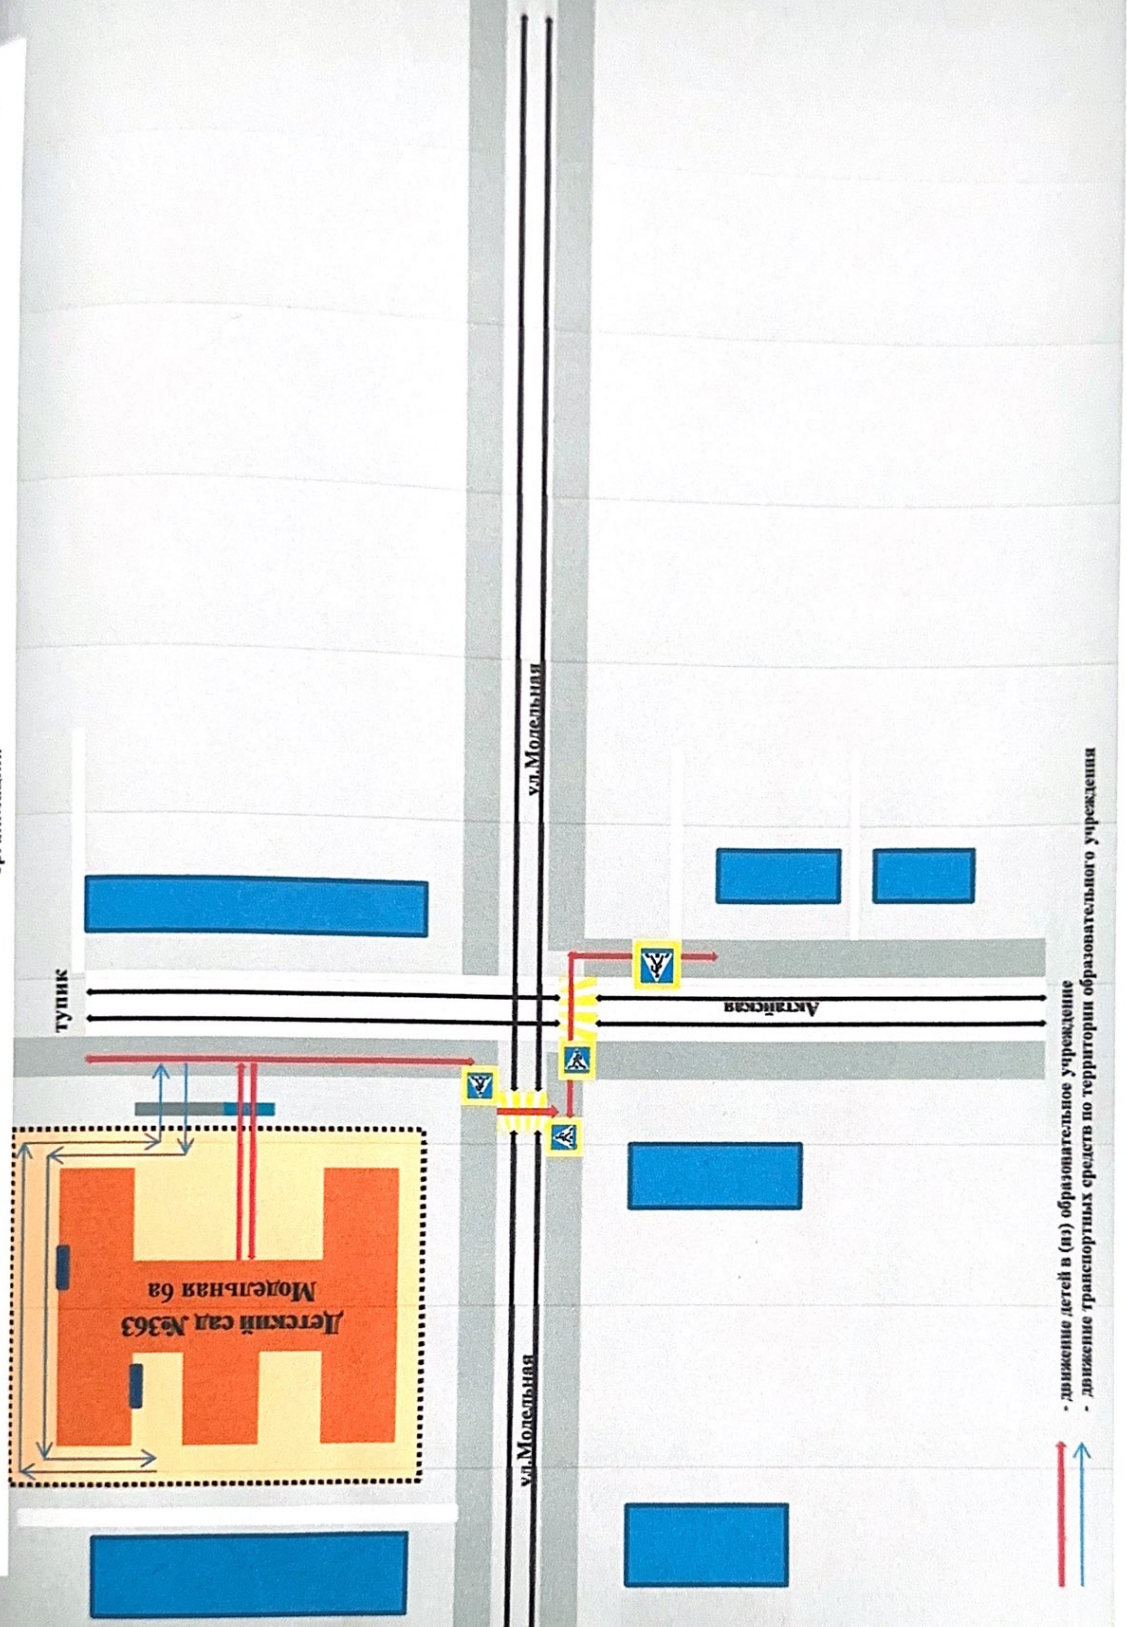 тупик
ул.Модельная
Актайская
Детский сад №363
Модельная 6а
ул.Модельная
- движение детей в (из) образовательное учреждение
- движение транспортных средств по территории образовательного учреждения